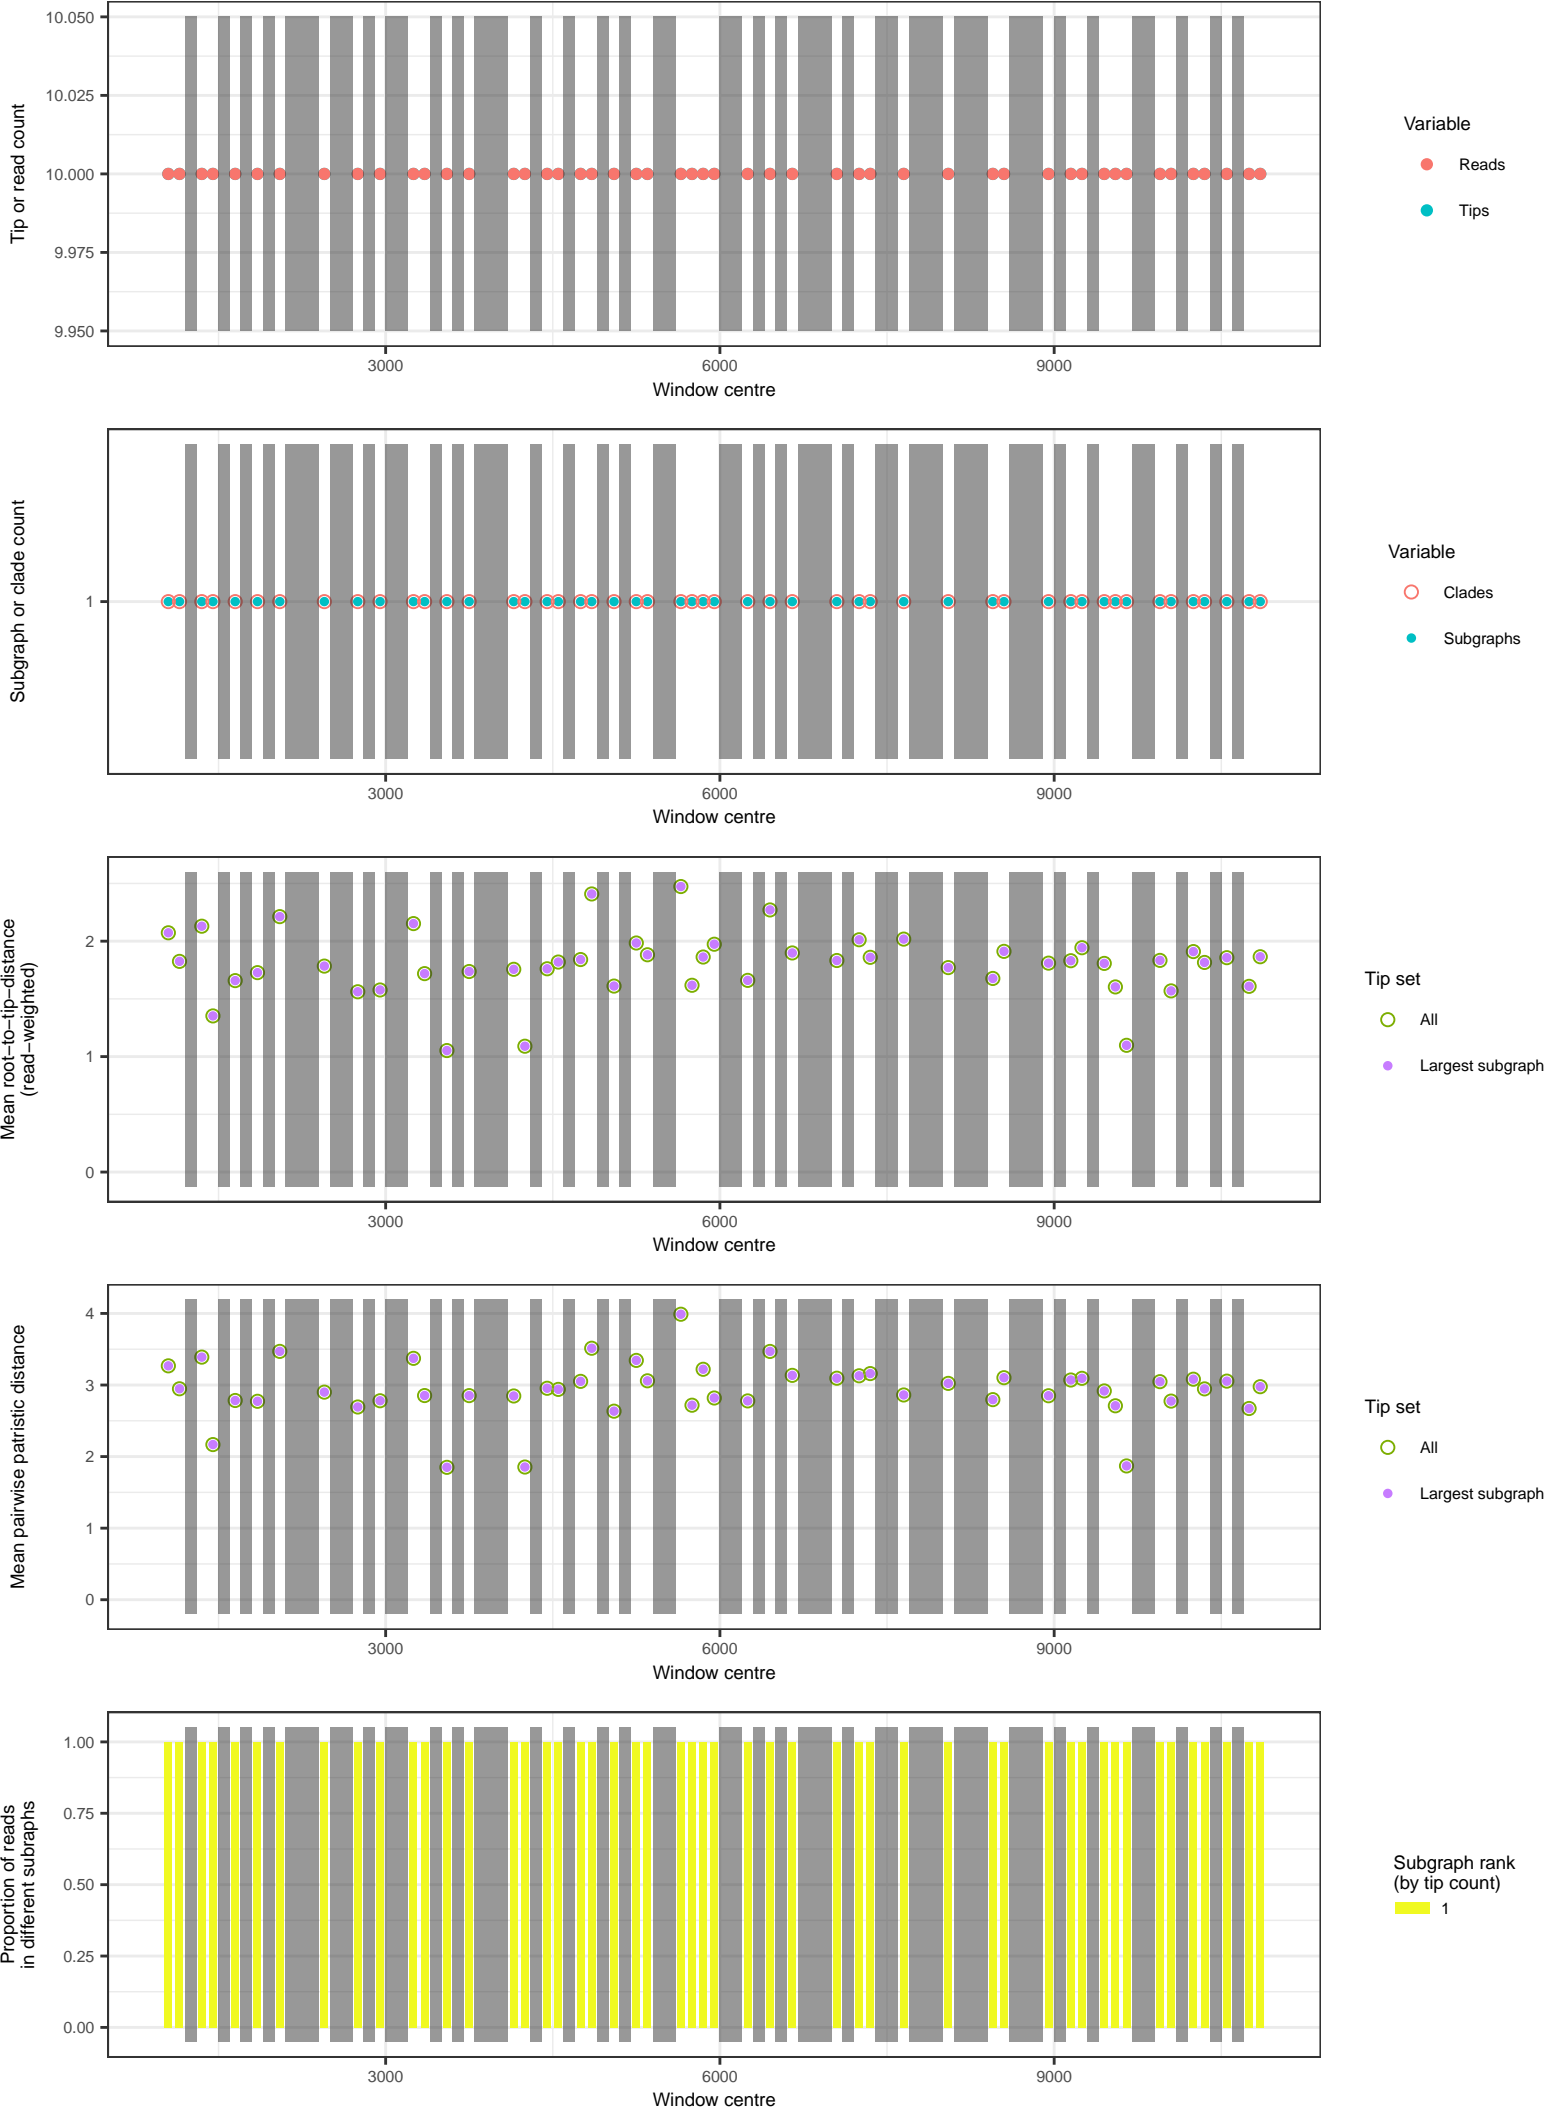 10.050
10.025
10.000
9.975
9.950
Tip or read count
3000 6000 9000
Window centre
Variable
Reads
Tips
1
Subgraph or clade count
3000 6000 9000
Window centre
Variable
Clades
Subgraphs
2
1
0
Mean root−to−tip−distance
(read−weighted)
3000 6000 9000
Window centre
Tip set
All
Largest subgraph
4
3
2
1
0
Mean pairwise patristic distance
3000 6000 9000
Window centre
Tip set
All
Largest subgraph
1.00
0.75
0.50
0.25
0.00
Proportion of reads
in different subraphs
3000 6000 9000
Window centre
Subgraph rank
(by tip count)
1